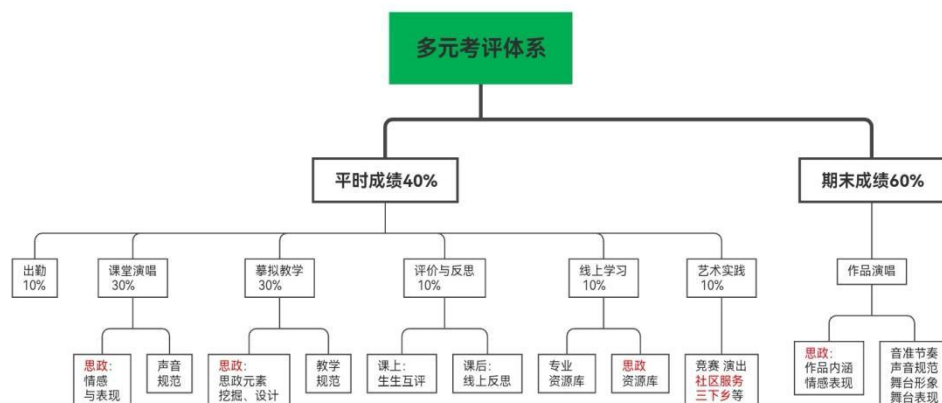 多元考评体系
平时成绩40%
期末成绩60%
出勤
10%
课堂演唱
30%
摹拟教学
30%
评价与反思
10%
线上学习
10%
艺术实践
10%
作品演唱
思政：
情感
与表现
声音
规范
思政：
思政元素
挖掘、设计
教学
规范
课上：
生生互评
课后：
线上反思
专业
资源库
思政
资源库
竞赛 演出
社区服务
三下乡等
思政：
作品内涵
情感表现
音准节奏
声音规范
舞台形象
舞台表现